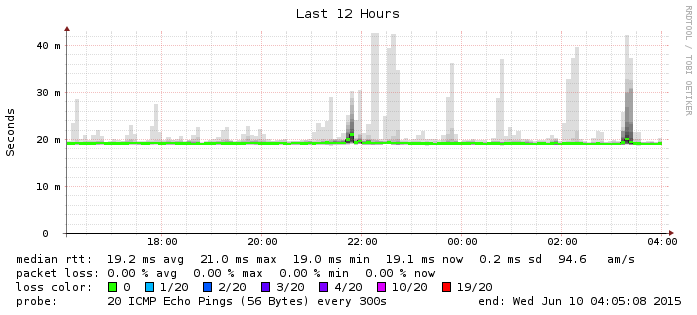 Last 12 Hours
RRDTOOL / TOBI OETIKER
Seconds
40 m
30 m
20 m
10 m
0
18:00 20:00 22:00 00:00 02:00 04:00
median rtt: 19.2 ms avg 21.0 ms max 19.0 ms min 19.1 ms now 0.2 ms sd 94.6 am/s
packet loss: 0.00 % avg 0.00 % max 0.00 % min 0.00 % now
loss color: 0 1/20 2/20 3/20 4/20 10/20 19/20
probe: 20 ICMP Echo Pings (56 Bytes) every 300s end: Wed Jun 10 04:05:08 2015